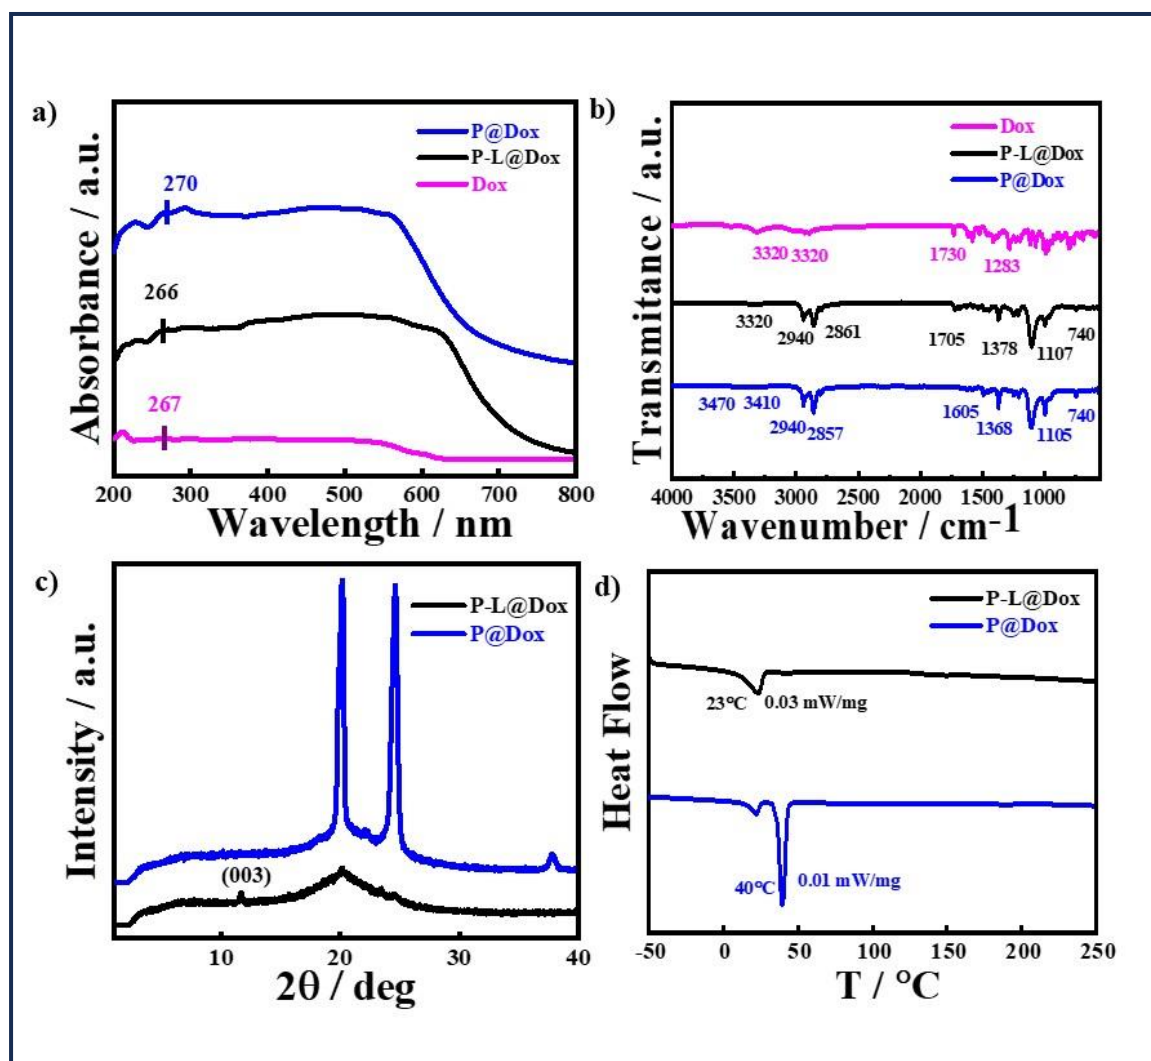 a)
P@Dox
P-L@Dox
Dox
270
266
267
Absorbance / a.u.
200 300 400 500 600 700 800
Wavelength / nm
b)
Dox
P-L@Dox
P@Dox
3320 3320 1730 1283
3320 2940 2861 1705 1378 1107 740
3470 3410 2940 2857 1605 1368 1105 740
Transmitance / a.u.
4000 3500 3000 2500 2000 1500 1000
Wavenumber / cm-1
c)
P-L@Dox
P@Dox
(003)
Intensity / a.u.
10 20 30 40
2θ / deg
d)
P-L@Dox
P@Dox
23°C 0.03 mW/mg
40°C 0.01 mW/mg
Heat Flow
-50 0 50 100 150 200 250
T / °C